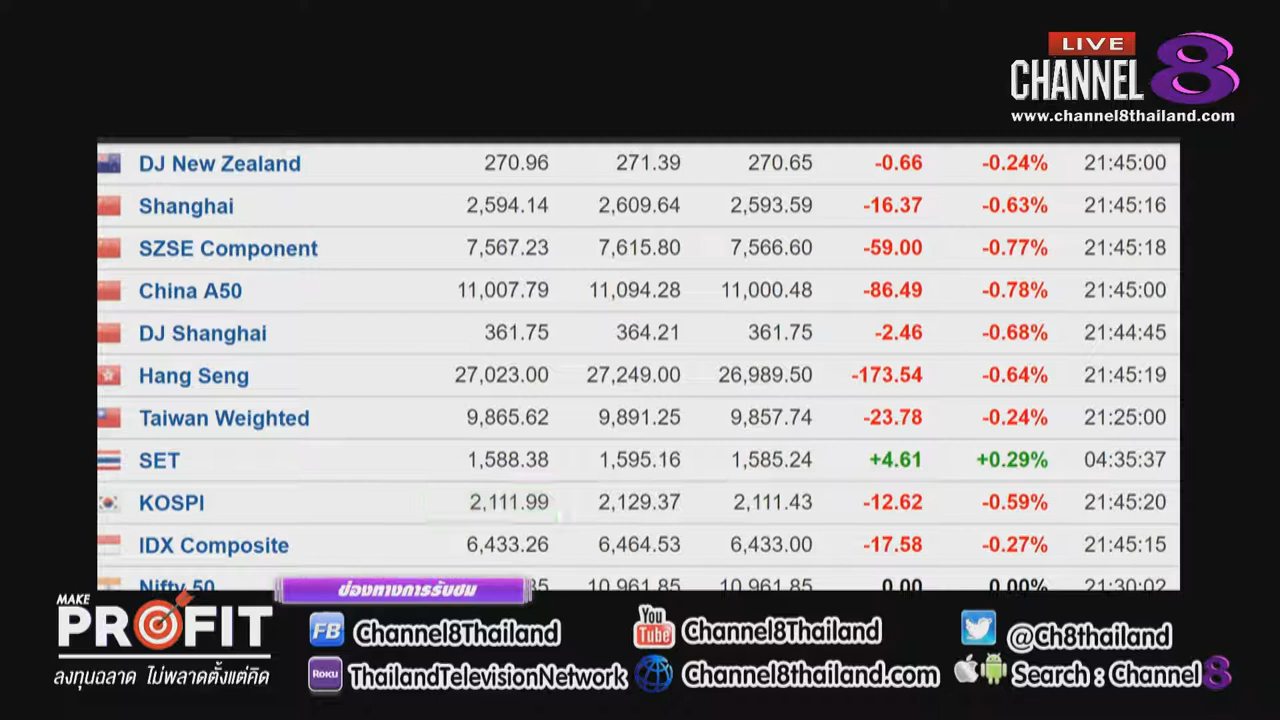 LIVE
CHANNEL 8
www.channel8thailand.com
DJ New Zealand 270.96 271.39 270.65 -0.66 -0.24% 21:45:00
Shanghai 2,594.14 2,609.64 2,593.59 -16.37 -0.63% 21:45:16
SZSE Component 7,567.23 7,615.80 7,566.60 -59.00 -0.77% 21:45:18
China A50 11,007.79 11,094.28 11,000.48 -86.49 -0.78% 21:45:00
DJ Shanghai 361.75 364.21 361.75 -2.46 -0.68% 21:44:45
Hang Seng 27,023.00 27,249.00 26,989.50 -173.54 -0.64% 21:45:19
Taiwan Weighted 9,865.62 9,891.25 9,857.74 -23.78 -0.24% 21:25:00
SET 1,588.38 1,595.16 1,585.24 +4.61 +0.29% 04:35:37
KOSPI 2,111.99 2,129.37 2,111.43 -12.62 -0.59% 21:45:20
IDX Composite 6,433.26 6,464.53 6,433.00 -17.58 -0.27% 21:45:15
Nifty 50 10,961.85 10,961.85 0.00 0.00% 21:30:02
ช่องทางการรับชม
MAKE
PROFIT
ลงทุนฉลาด ไม่พลาดตั้งแต่คิด
FB Channel8Thailand
You Tube Channel8Thailand
@Ch8thailand
ROKU ThailandTelevisionNetwork
Channel8thailand.com
Search : Channel 8